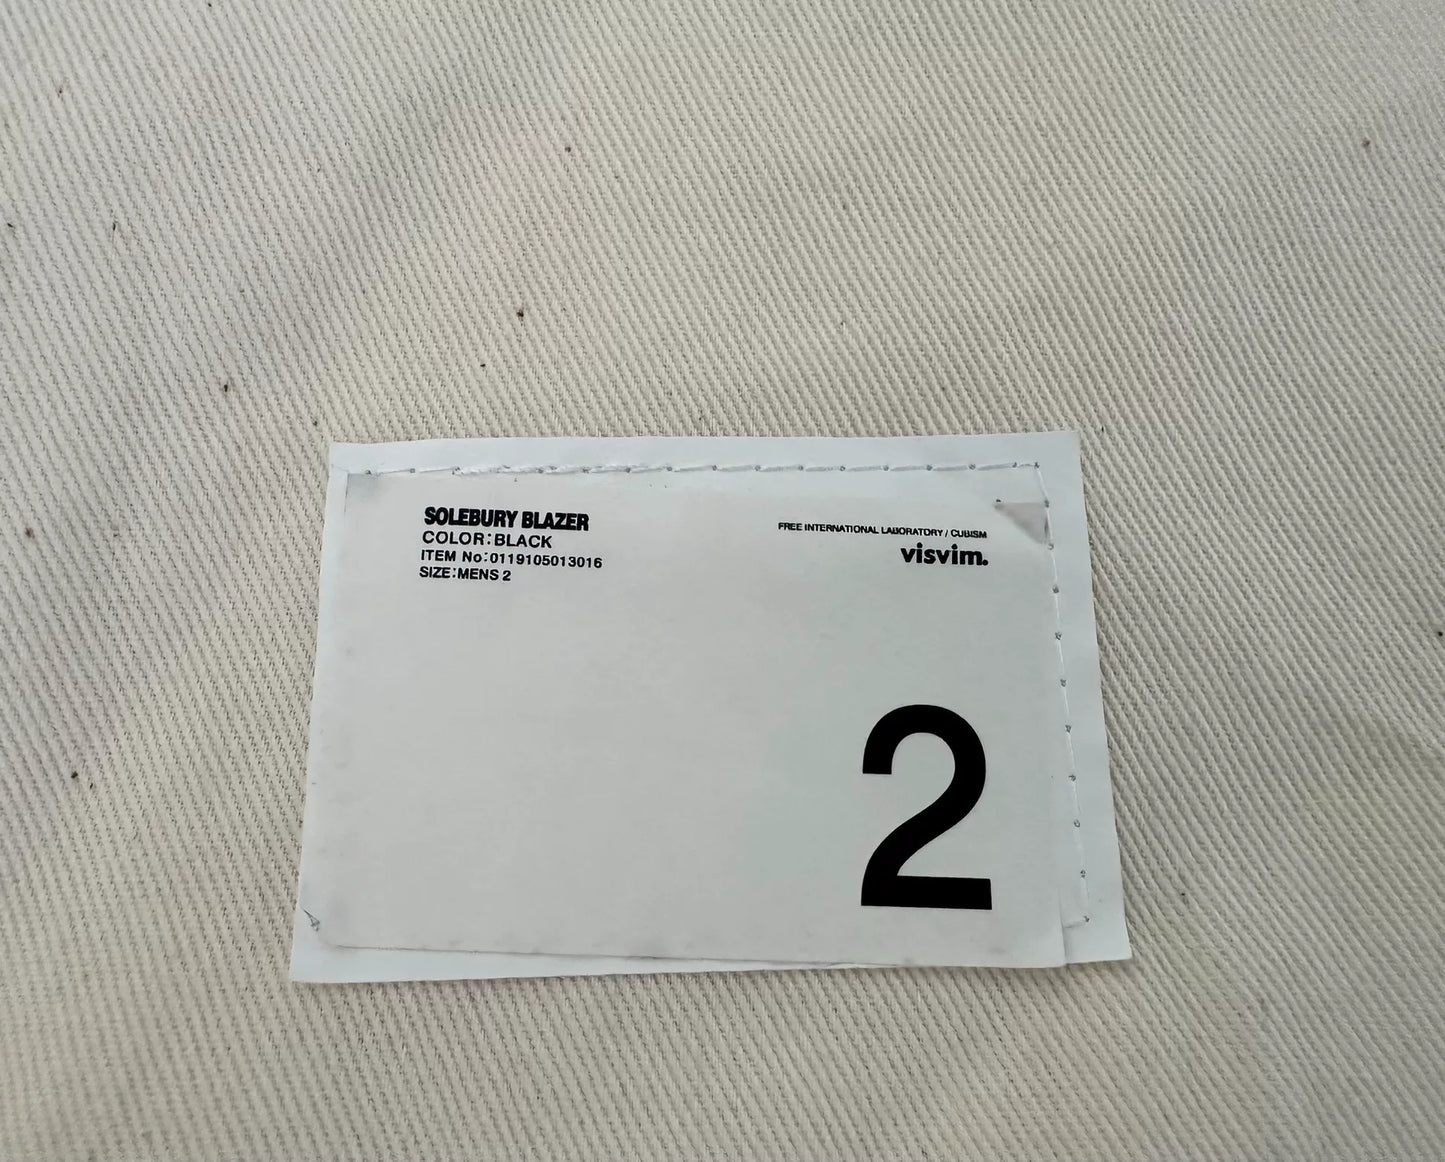 SOLEBURY BLAZER
COLOR:BLACK
ITEM No:0119105013016
SIZE:MENS 2
FREE INTERNATIONAL LABORATORY / CUBISM
visvim.
2